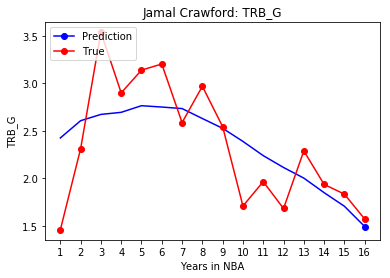 Jamal Crawford: TRB_G
Prediction
True
3.5
3.0
2.5
2.0
1.5
TRB_G
1 2 3 4 5 6 7 8 9 10 11 12 13 14 15 16
Years in NBA